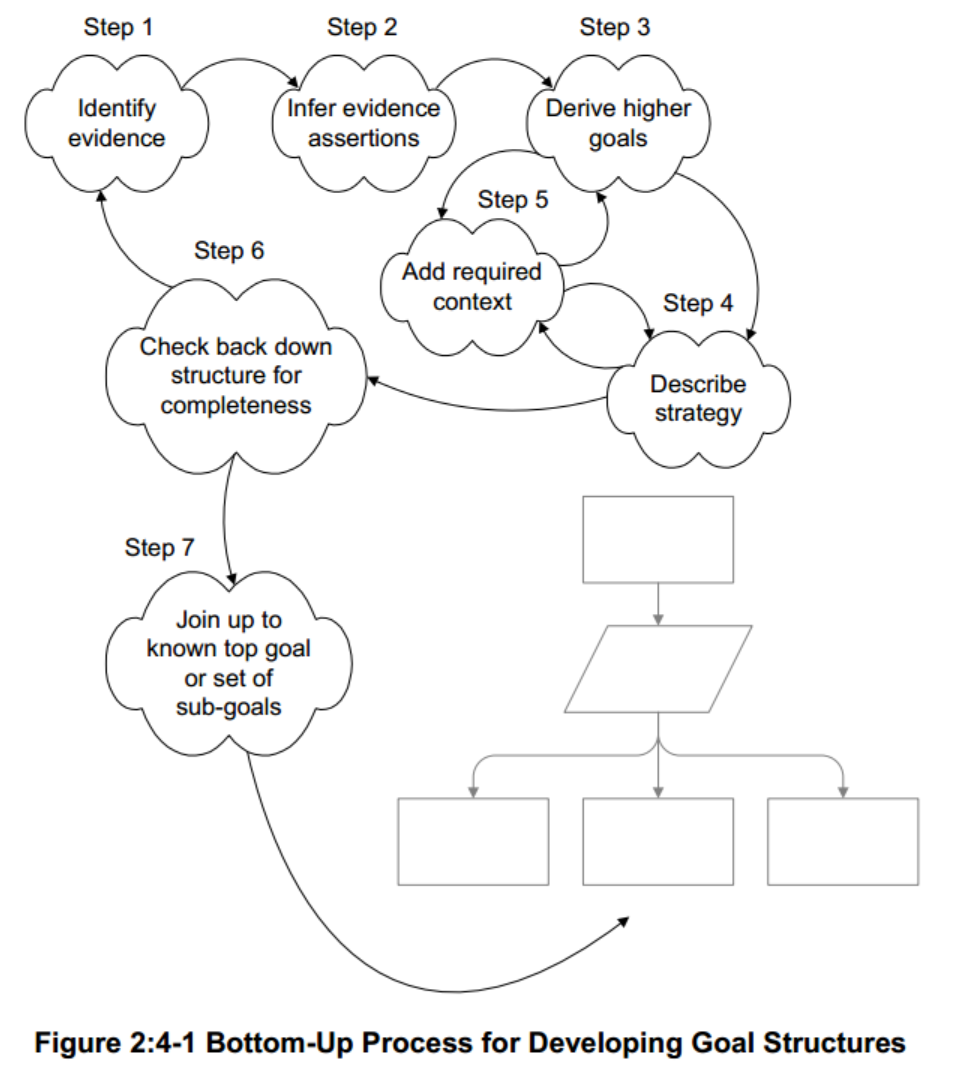 Step 1
Identify
evidence
Step 2
Infer evidence
assertions
Step 3
Derive higher
goals
Step 5
Add required
context
Step 4
Describe
strategy
Step 6
Check back down
structure for
completeness
Step 7
Join up to
known top goal
or set of
sub-goals
Figure 2:4-1 Bottom-Up Process for Developing Goal Structures